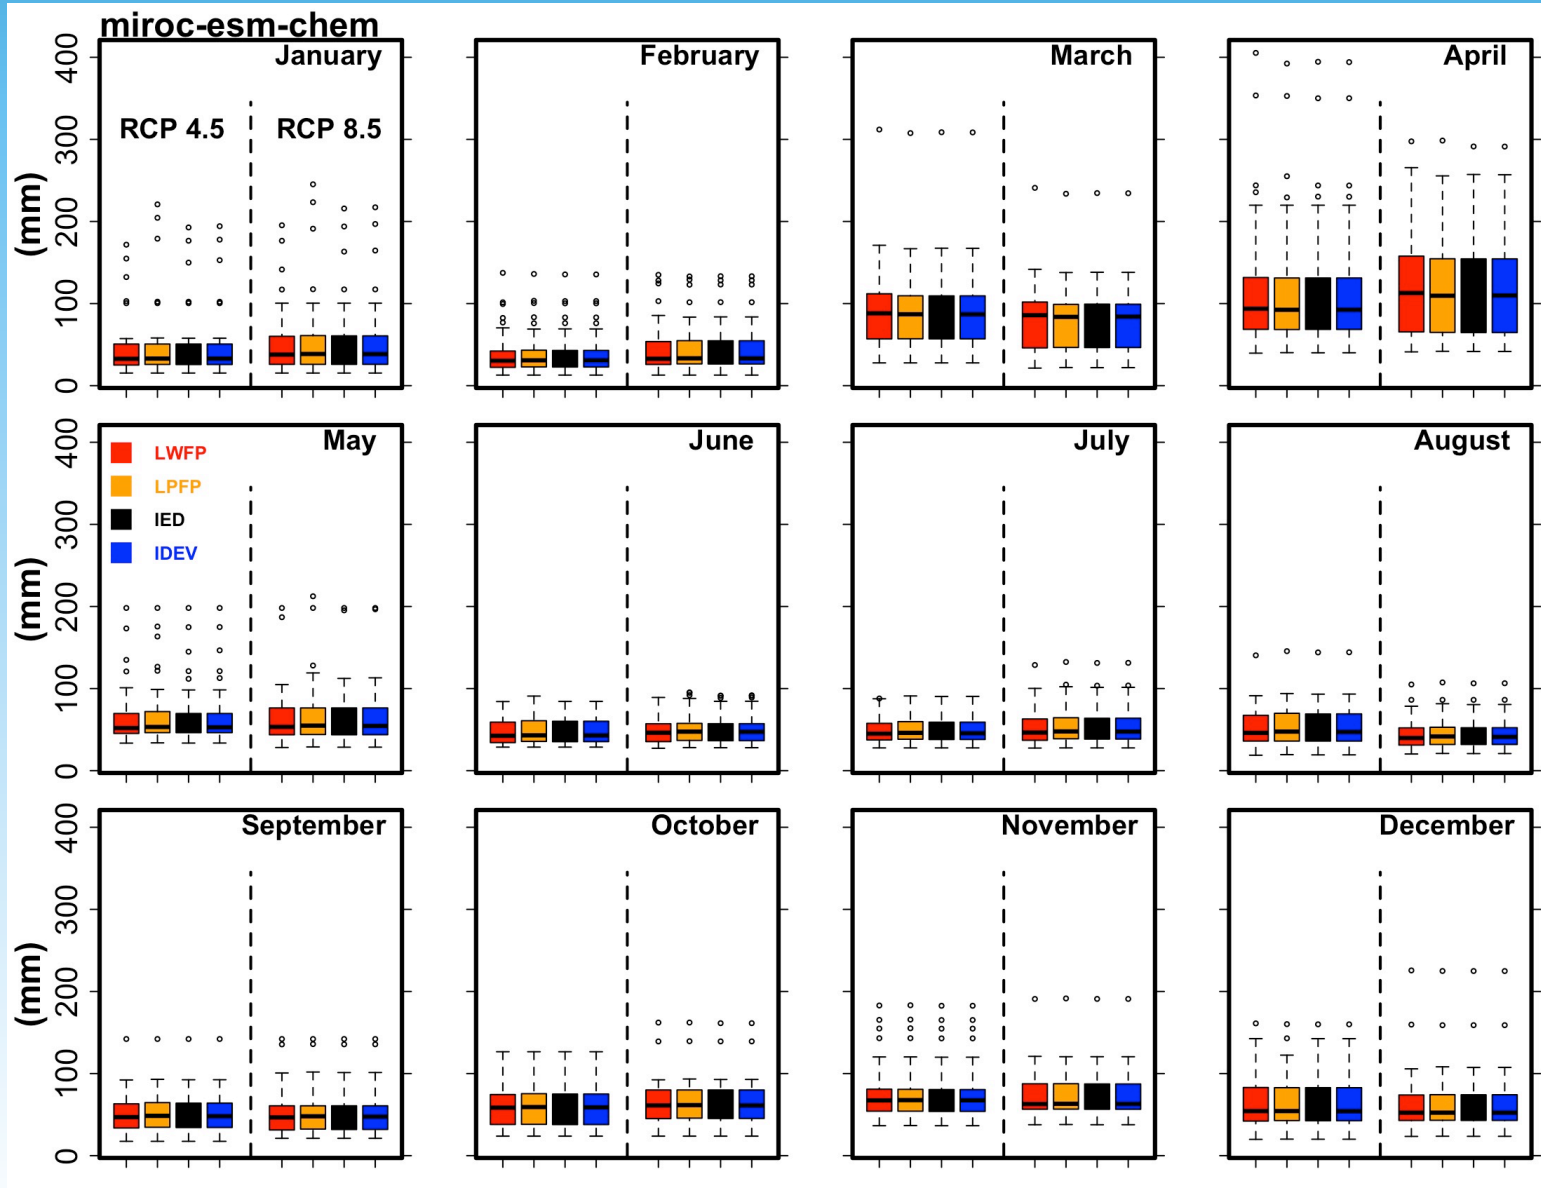 miroc-esm-chem
January
February
March
April
RCP 4.5
RCP 8.5
(mm)
400
300
200
100
0
May
June
July
August
LWFP
LPFP
IED
IDEV
(mm)
400
300
200
100
0
September
October
November
December
(mm)
400
300
200
100
0